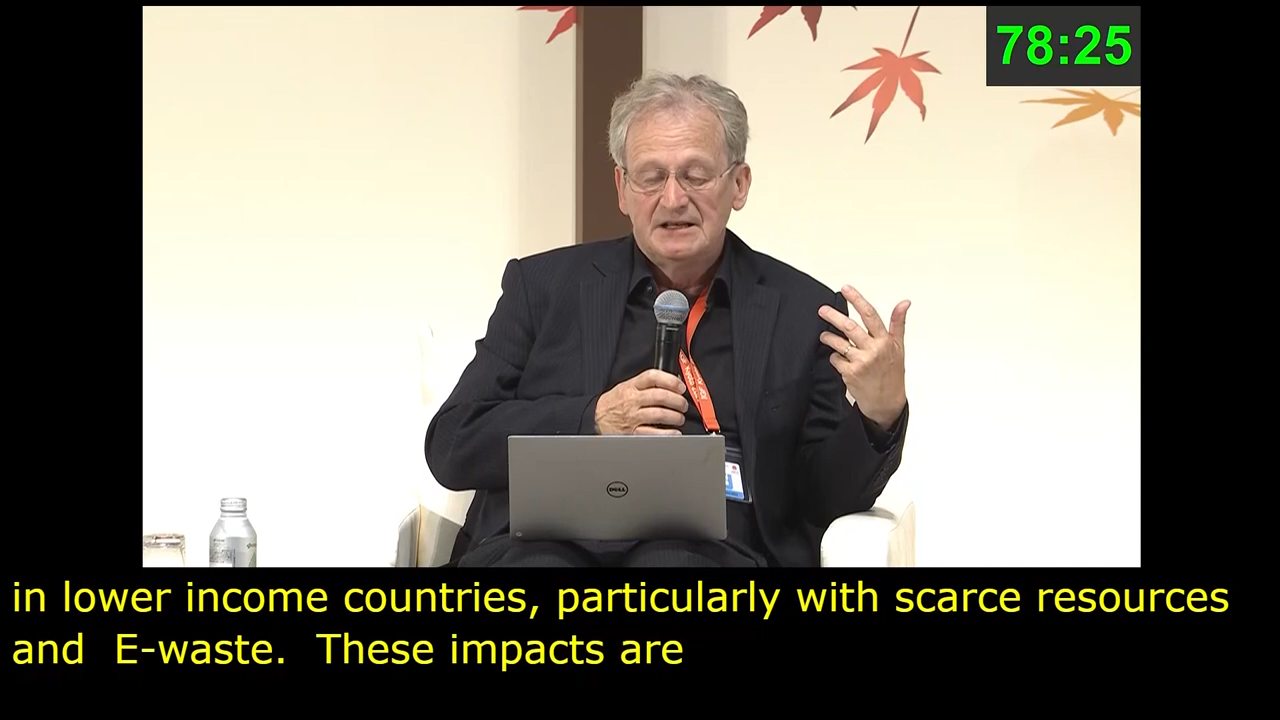 78:25
DELL
in lower income countries, particularly with scarce resources
and  E-waste.  These impacts are